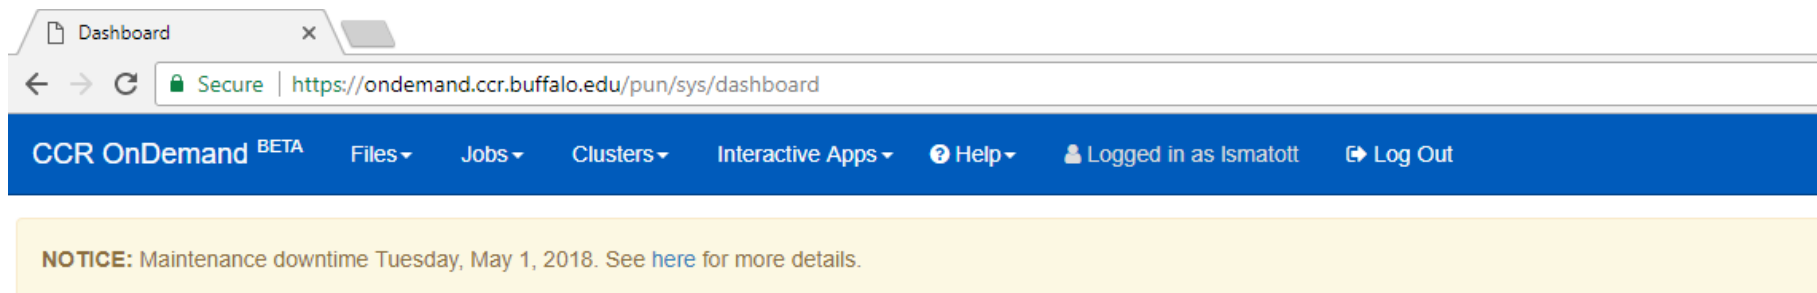 Dashboard
Secure | https://ondemand.ccr.buffalo.edu/pun/sys/dashboard
CCR OnDemand BETA Files Jobs Clusters Interactive Apps Help Logged in as lsmatott Log Out
NOTICE: Maintenance downtime Tuesday, May 1, 2018. See here for more details.